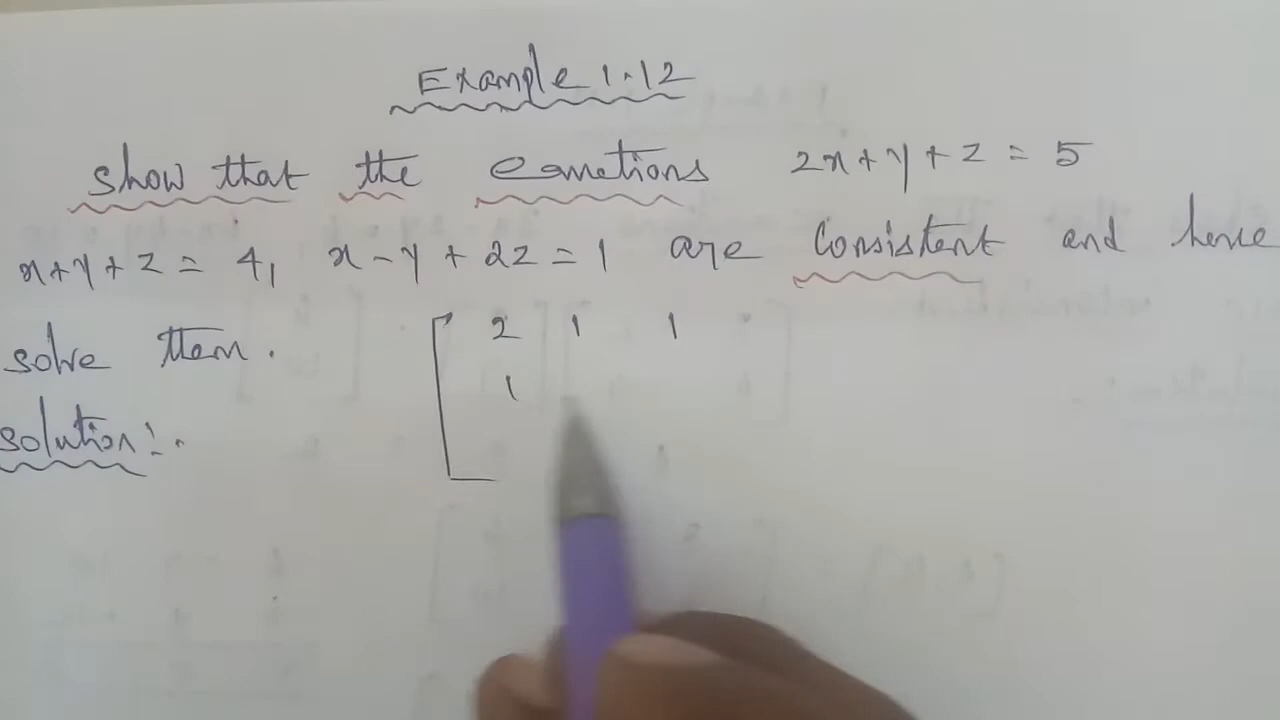 Example 1.12
show that the equations 2x+y+z = 5
x+y+z = 4, x-y+2z=1 are consistent and hence
solve them.
2 1 1
1
solution:.